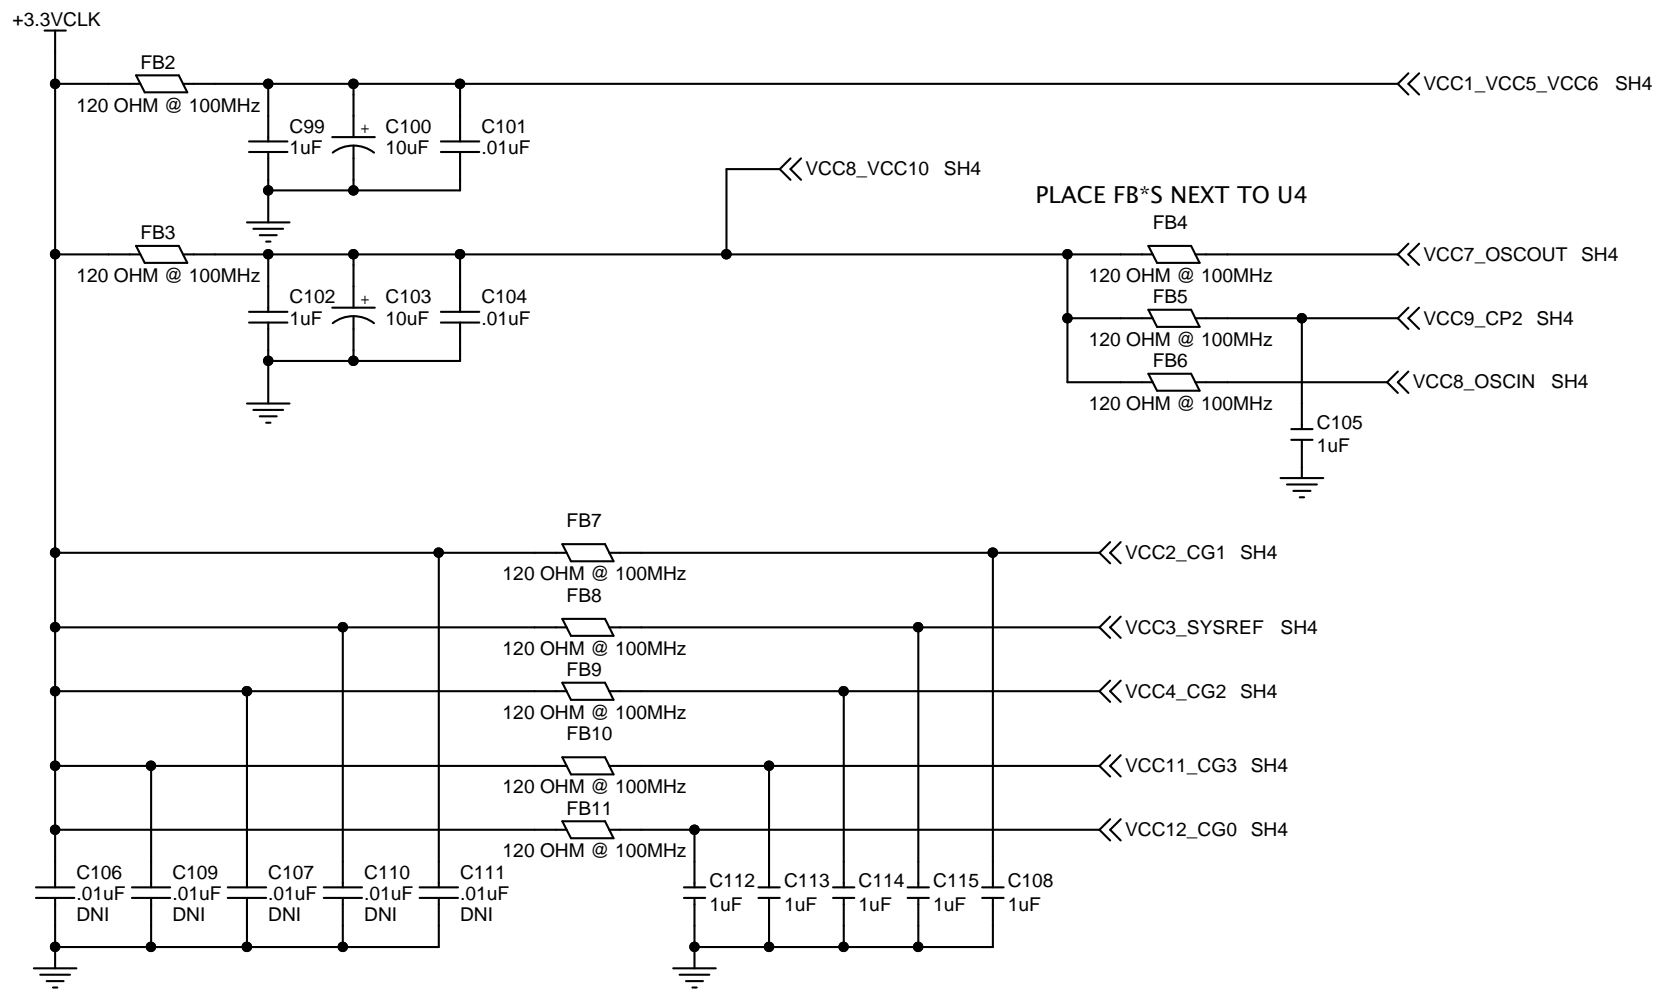 +3.3VCLK
FB2
120 OHM @ 100MHz
VCC1_VCC5_VCC6 SH4
C99
1uF
+
C100
10uF
C101
.01uF
VCC8_VCC10 SH4
PLACE FB*S NEXT TO U4
FB3
120 OHM @ 100MHz
C102
1uF
+
C103
10uF
C104
.01uF
FB4
120 OHM @ 100MHz
VCC7_OSCOUT SH4
FB5
120 OHM @ 100MHz
VCC9_CP2 SH4
FB6
120 OHM @ 100MHz
VCC8_OSCIN SH4
C105
1uF
FB7
120 OHM @ 100MHz
VCC2_CG1 SH4
FB8
120 OHM @ 100MHz
VCC3_SYSREF SH4
FB9
120 OHM @ 100MHz
VCC4_CG2 SH4
FB10
120 OHM @ 100MHz
VCC11_CG3 SH4
FB11
120 OHM @ 100MHz
VCC12_CG0 SH4
C106
.01uF
DNI
C109
.01uF
DNI
C107
.01uF
DNI
C110
.01uF
DNI
C111
.01uF
DNI
C112
1uF
C113
1uF
C114
1uF
C115
1uF
C108
1uF